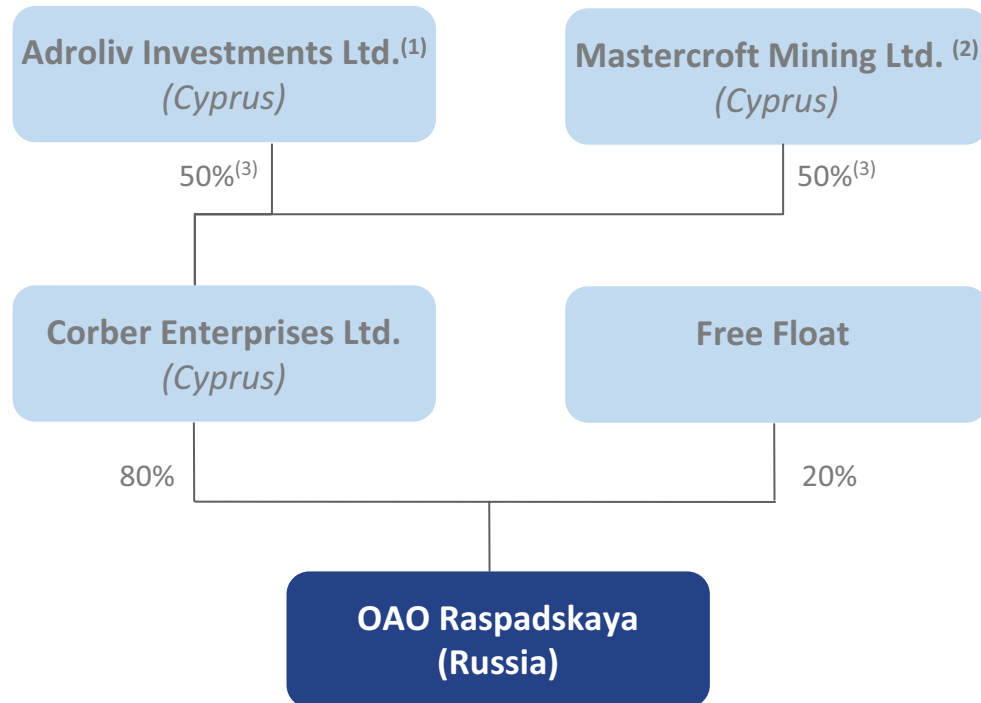 Adroliv Investments Ltd.(1)
(Cyprus)
Mastercroft Mining Ltd. (2)
(Cyprus)
50%(3)
50%(3)
Corber Enterprises Ltd.
(Cyprus)
Free Float
80%
20%
OAO Raspadskaya
(Russia)